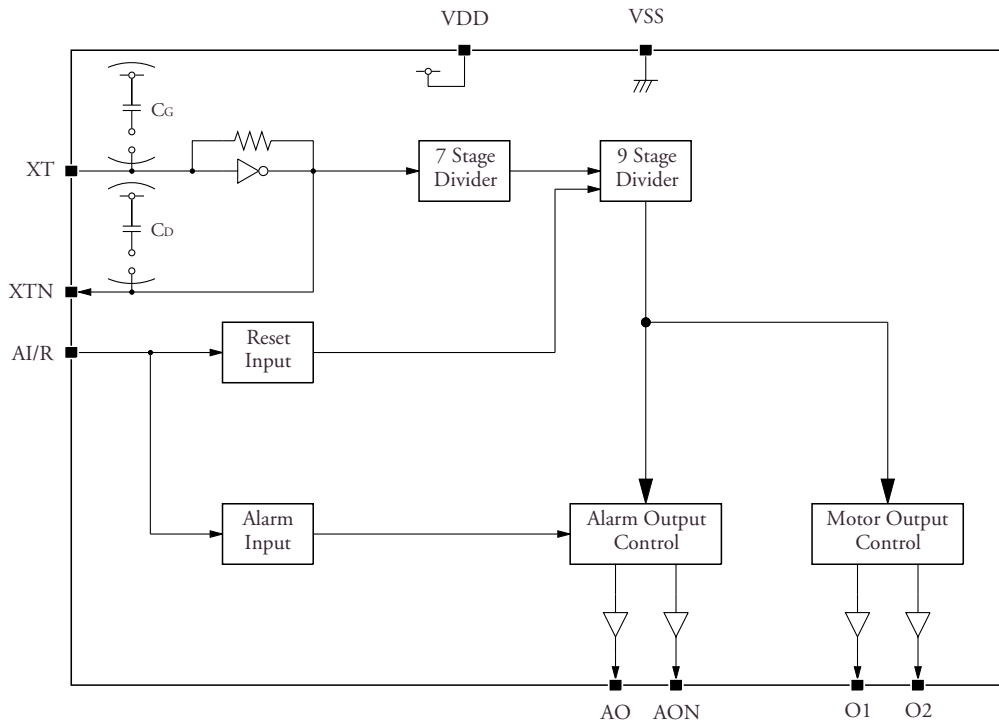 VDD
VSS
CG
XT
7 Stage
Divider
9 Stage
Divider
CD
XTN
AI/R
Reset
Input
Alarm
Input
Alarm Output
Control
Motor Output
Control
AO
AON
O1
O2